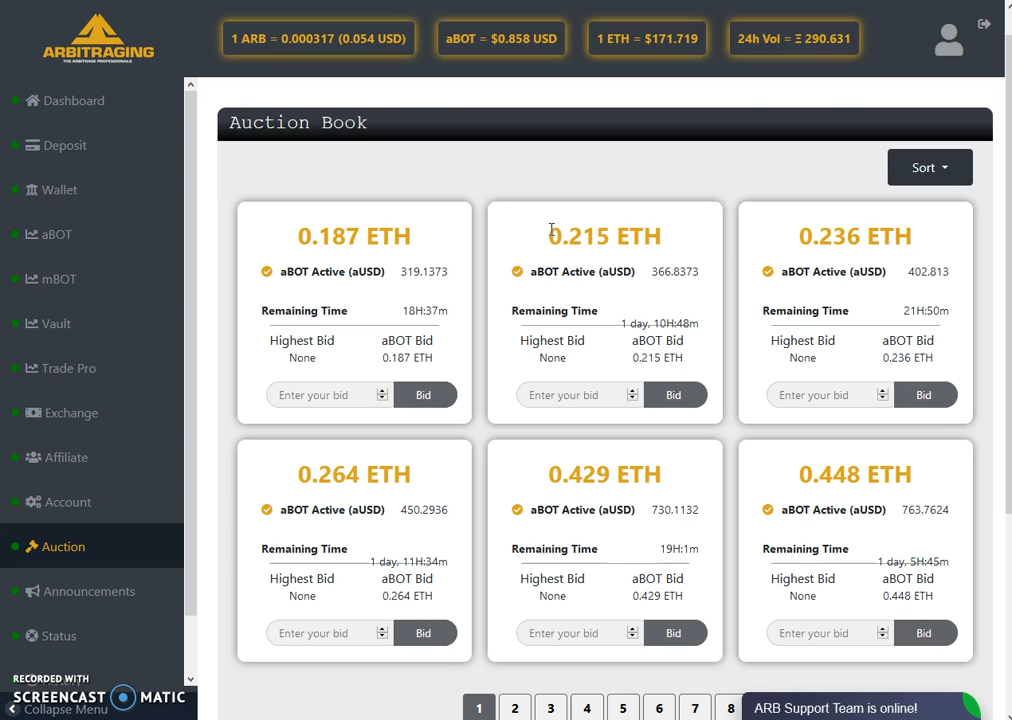 ARBITRAGING
THE ARBITRAGE PROFESSIONALS
1 ARB = 0.000317 (0.054 USD)
aBOT = $0.858 USD
1 ETH = $171.719
24h Vol = Ξ 290.631
Dashboard
Deposit
Wallet
aBOT
mBOT
Vault
Trade Pro
Exchange
Affiliate
Account
Auction
Announcements
Status
Collapse Menu
RECORDED WITH
SCREENCAST MATIC
Auction Book
Sort
0.187 ETH
aBOT Active (aUSD) 319.1373
Remaining Time 18H:37m
Highest Bid aBOT Bid
None 0.187 ETH
Enter your bid Bid
0.215 ETH
aBOT Active (aUSD) 366.8373
Remaining Time
1 day, 10H:48m
Highest Bid aBOT Bid
None 0.215 ETH
Enter your bid Bid
0.236 ETH
aBOT Active (aUSD) 402.813
Remaining Time 21H:50m
Highest Bid aBOT Bid
None 0.236 ETH
Enter your bid Bid
0.264 ETH
aBOT Active (aUSD) 450.2936
Remaining Time
1 day, 11H:34m
Highest Bid aBOT Bid
None 0.264 ETH
Enter your bid Bid
0.429 ETH
aBOT Active (aUSD) 730.1132
Remaining Time 19H:1m
Highest Bid aBOT Bid
None 0.429 ETH
Enter your bid Bid
0.448 ETH
aBOT Active (aUSD) 763.7624
Remaining Time
1 day, 5H:45m
Highest Bid aBOT Bid
None 0.448 ETH
Enter your bid Bid
1 2 3 4 5 6 7 8
ARB Support Team is online!